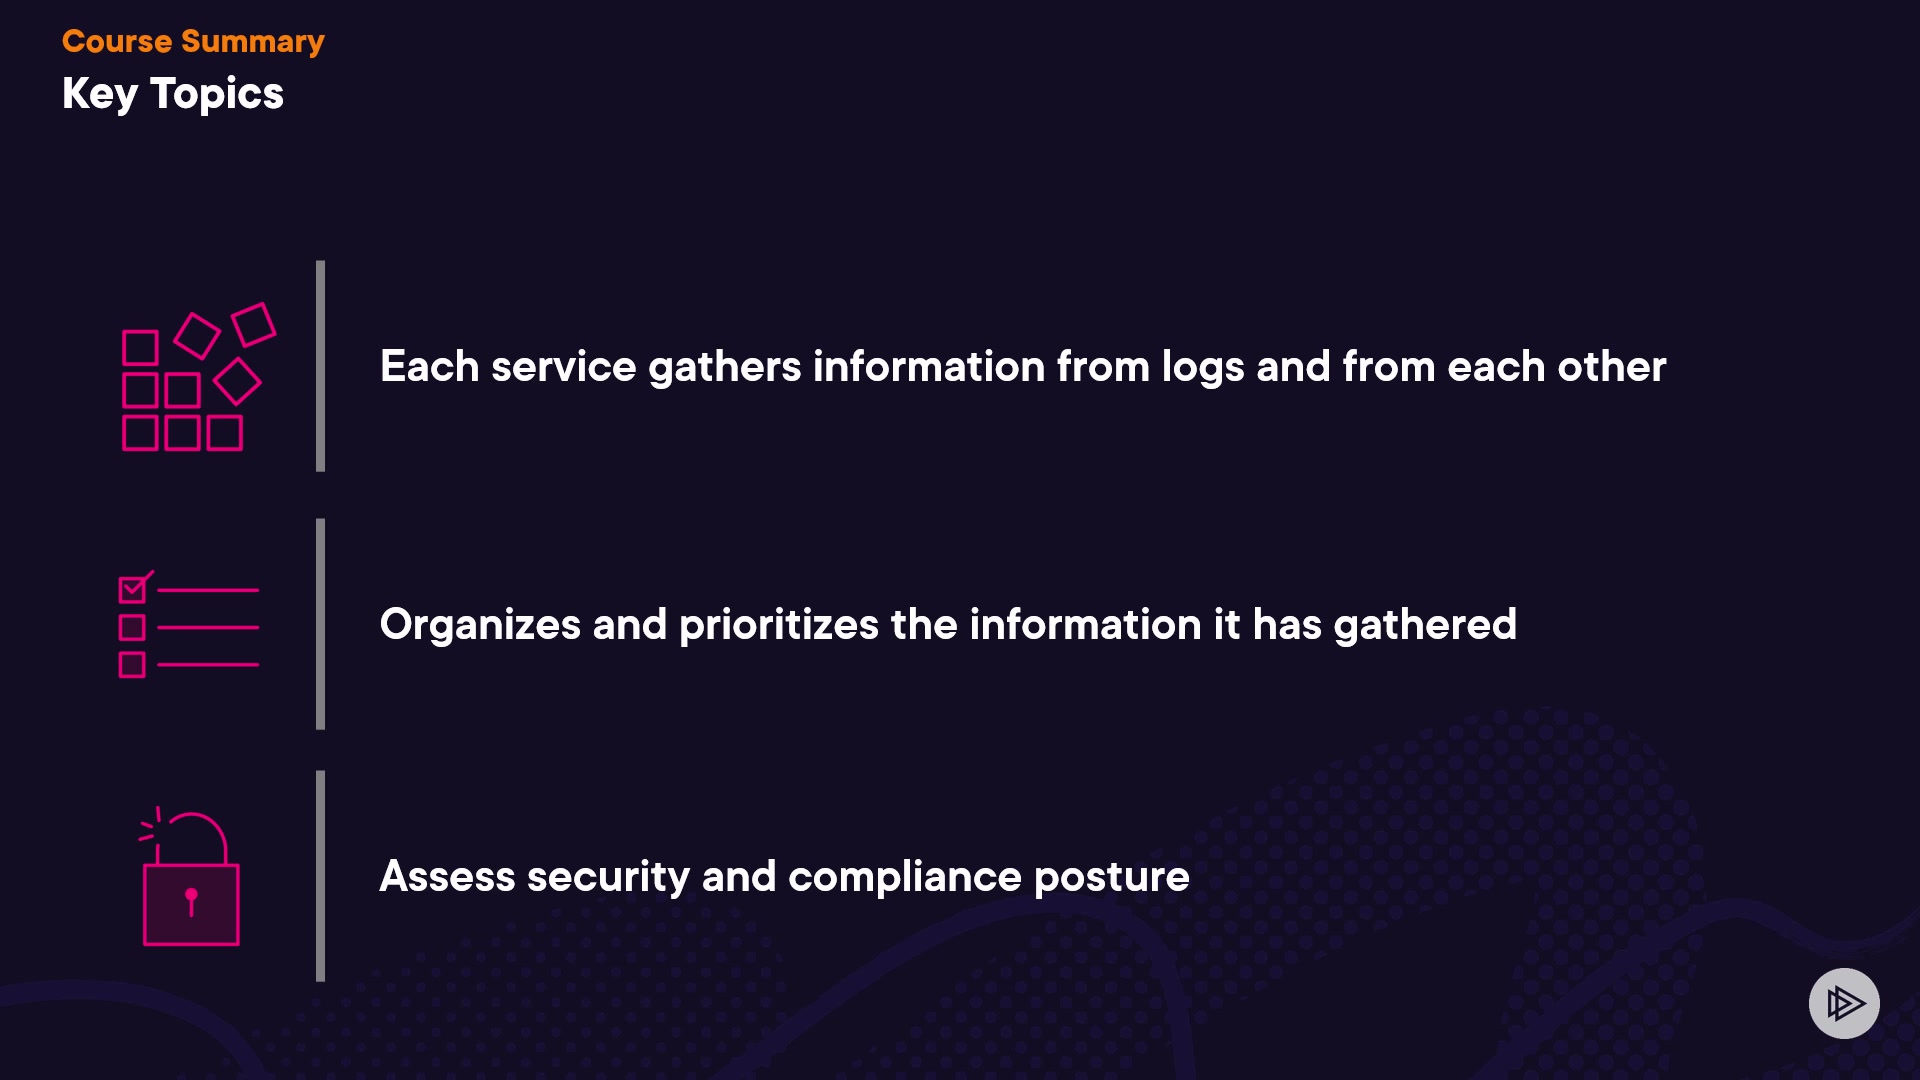 Course Summary
Key Topics
Each service gathers information from logs and from each other
Organizes and prioritizes the information it has gathered
Assess security and compliance posture